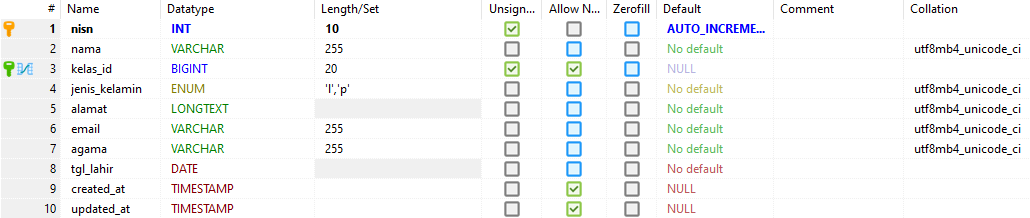 # Name Datatype Length/Set Unsign... Allow N... Zerofill Default Comment Collation
1 nisn INT 10 AUTO_INCREME...
2 nama VARCHAR 255 No default utf8mb4_unicode_ci
3 kelas_id BIGINT 20 NULL
4 jenis_kelamin ENUM 'l','p' No default utf8mb4_unicode_ci
5 alamat LONGTEXT No default utf8mb4_unicode_ci
6 email VARCHAR 255 No default utf8mb4_unicode_ci
7 agama VARCHAR 255 No default utf8mb4_unicode_ci
8 tgl_lahir DATE No default
9 created_at TIMESTAMP NULL
10 updated_at TIMESTAMP NULL